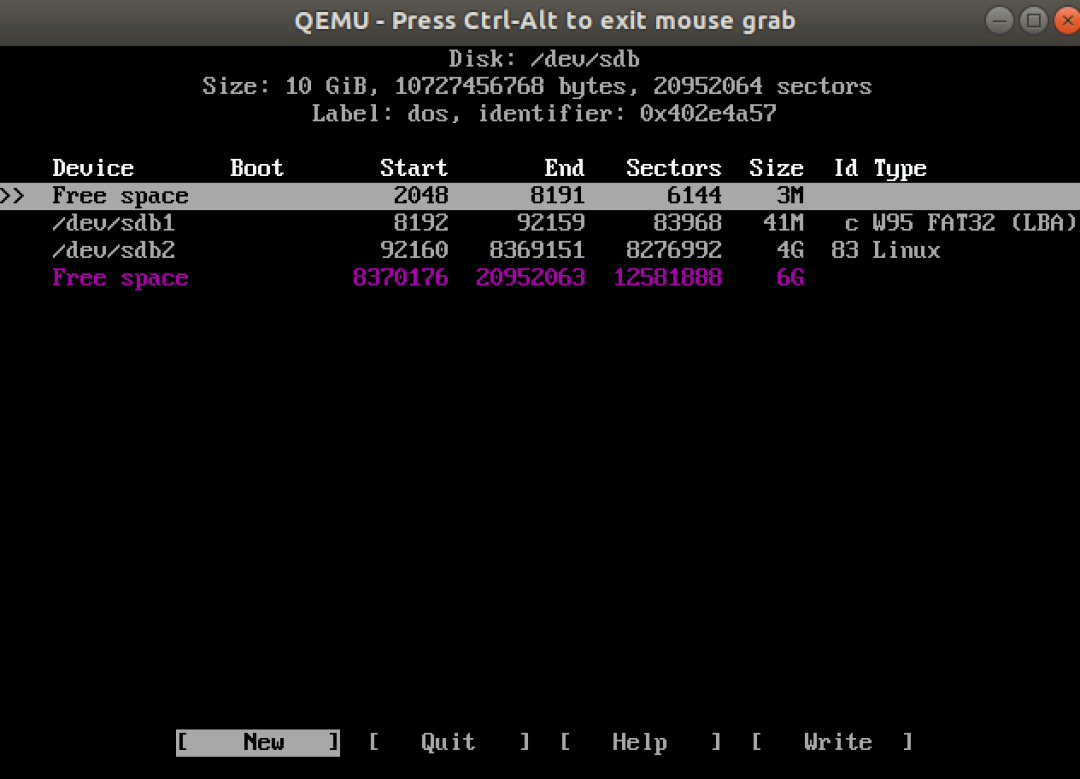 QEMU - Press Ctrl-Alt to exit mouse grab
Disk: /dev/sdb
Size: 10 GiB, 10727456768 bytes, 20952064 sectors
Label: dos, identifier: 0x402e4a57
Device Boot Start End Sectors Size Id Type
>> Free space 2048 8191 6144 3M
/dev/sdb1 8192 92159 83968 41M c W95 FAT32 (LBA)
/dev/sdb2 92160 8369151 8276992 4G 83 Linux
Free space 8370176 20952063 12581888 6G
[ New ] [ Quit ] [ Help ] [ Write ]